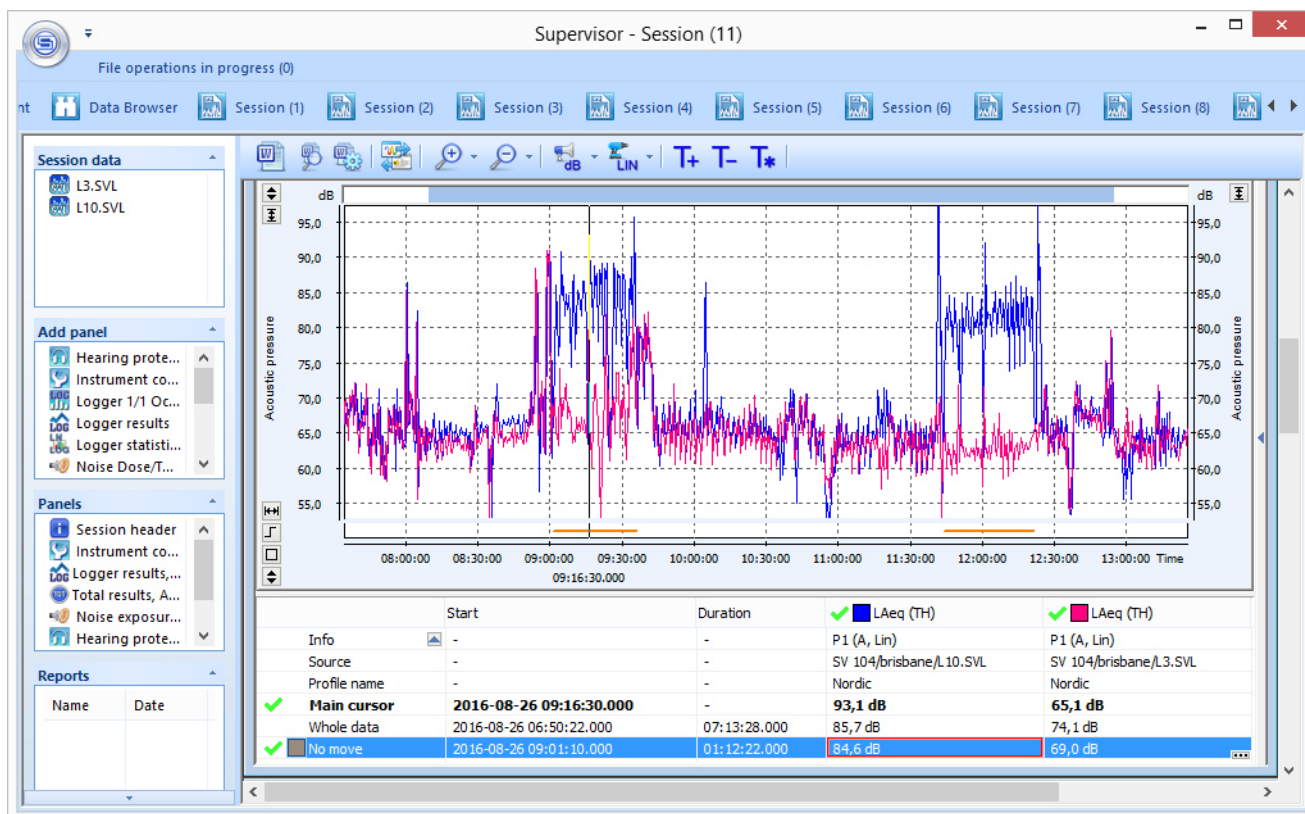 Supervisor - Session (11)
File operations in progress (0)
nt Data Browser Session (1) Session (2) Session (3) Session (4) Session (5) Session (6) Session (7) Session (8)
Session data
L3.SVL
L10.SVL
Add panel
Hearing prote...
Instrument co...
Logger 1/1 Oc...
Logger results
Logger statisti...
Noise Dose/T...
Panels
Session header
Instrument co...
Logger results,...
Total results, A...
Noise exposur...
Hearing prote...
Reports
Name Date
dB LIN T+ T- T*
dB dB
95,0 95,0
90,0 90,0
85,0 85,0
80,0 80,0
75,0 75,0
70,0 70,0
65,0 65,0
60,0 60,0
55,0 55,0
Acoustic pressure
Acoustic pressure
08:00:00 08:30:00 09:00:00 09:30:00 10:00:00 10:30:00 11:00:00 11:30:00 12:00:00 12:30:00 13:00:00 Time
09:16:30.000
Start Duration LAeq (TH) LAeq (TH)
Info - - P1 (A, Lin) P1 (A, Lin)
Source - - SV 104/brisbane/L10.SVL SV 104/brisbane/L3.SVL
Profile name - - Nordic Nordic
Main cursor 2016-08-26 09:16:30.000 - 93,1 dB 65,1 dB
Whole data 2016-08-26 06:50:22.000 07:13:28.000 85,7 dB 74,1 dB
No move 2016-08-26 09:01:10.000 01:12:22.000 84,6 dB 69,0 dB